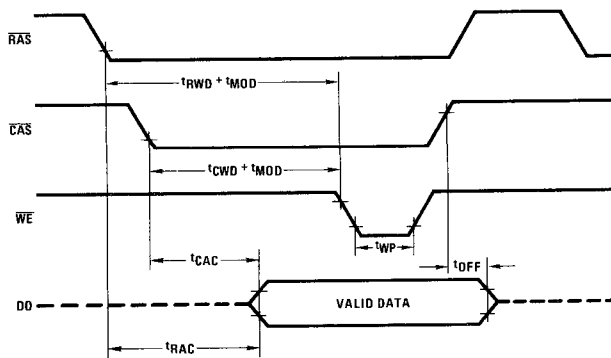 RAS
tRWD + tMOD
CAS
tCWD + tMOD
WE
tWP
tCAC
tOFF
DO
VALID DATA
tRAC